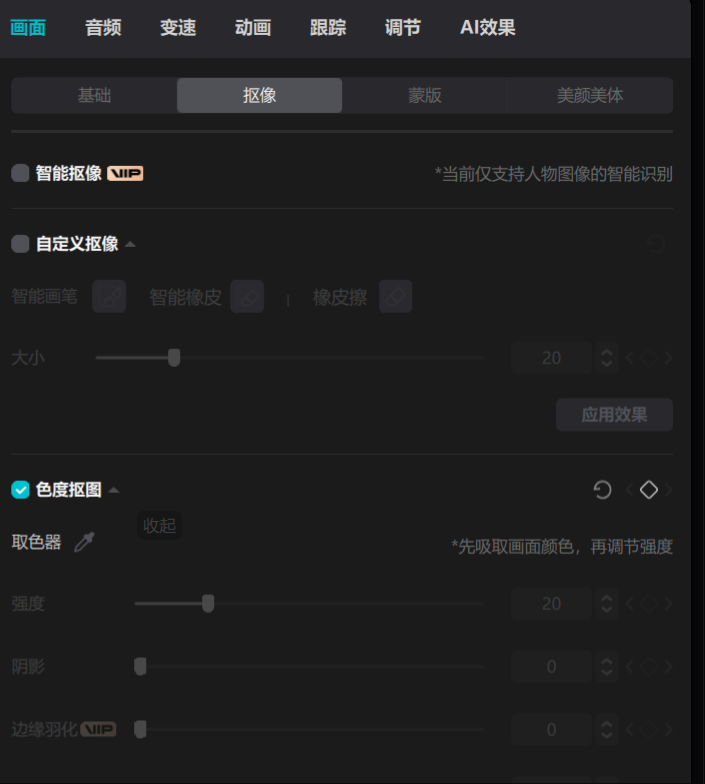 画面 音频 变速 动画 跟踪 调节 AI效果
基础 抠像 蒙版 美颜美体
智能抠像 VIP *当前仅支持人物图像的智能识别
自定义抠像
智能画笔 智能橡皮 | 橡皮擦
大小 20
应用效果
色度抠图
收起
取色器 *先吸取画面颜色，再调节强度
强度 20
阴影 0
边缘羽化 VIP 0